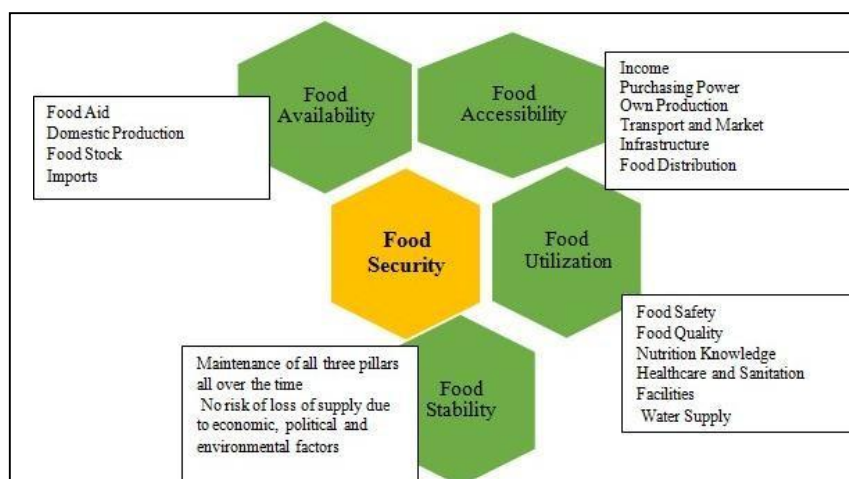 Food
Availability
Food Aid
Domestic Production
Food Stock
Imports
Food
Accessibility
Income
Purchasing Power
Own Production
Transport and Market
Infrastructure
Food Distribution
Food
Security
Food
Utilization
Food Safety
Food Quality
Nutrition Knowledge
Healthcare and Sanitation
Facilities
Water Supply
Food
Stability
Maintenance of all three pillars
all over the time
No risk of loss of supply due
to economic, political and
environmental factors